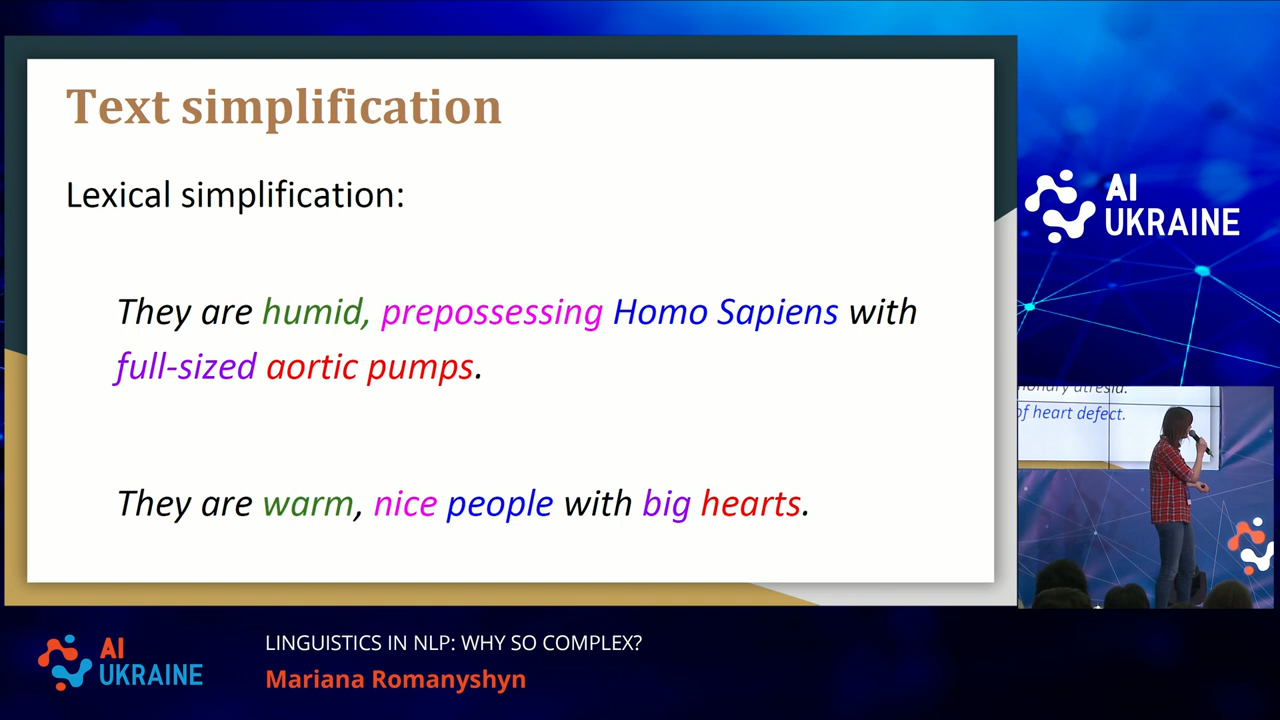 Text simplification
Lexical simplification:
They are humid, prepossessing Homo Sapiens with
full-sized aortic pumps.
They are warm, nice people with big hearts.
AI
UKRAINE
of heart defect.
AI
UKRAINE
LINGUISTICS IN NLP: WHY SO COMPLEX?
Mariana Romanyshyn